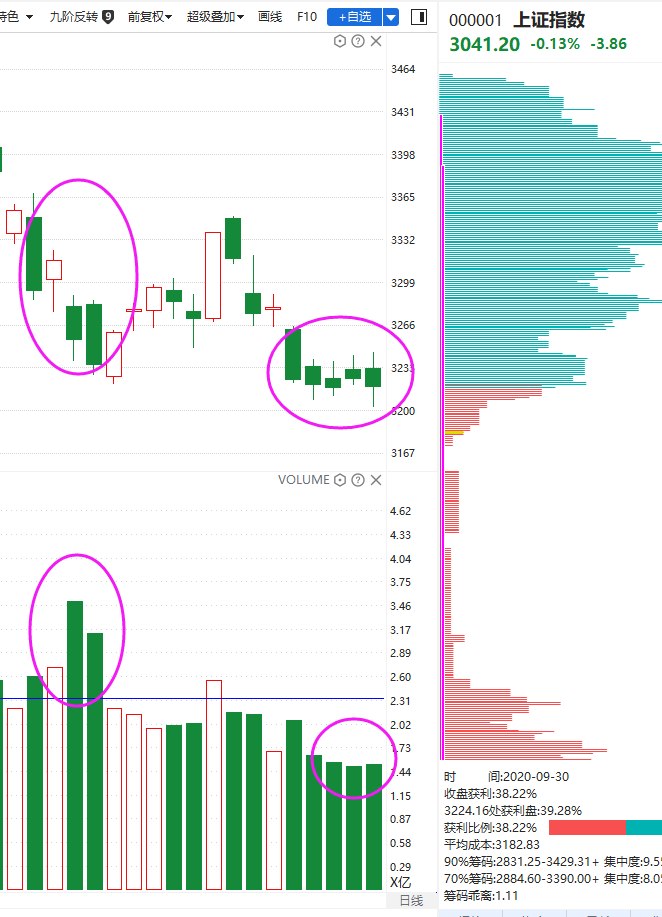 特色 九阶反转 9 前复权 超级叠加 画线 F10 +自选
000001 上证指数
3041.20 -0.13% -3.86
3464
3431
3398
3365
3332
3299
3266
3233
3200
3167
VOLUME
4.62
4.33
4.04
3.75
3.46
3.17
2.89
2.60
2.31
2.02
1.73
1.44
1.15
0.87
0.58
0.29
X亿
日线
时 间:2020-09-30
收盘获利:38.22%
3224.16处获利盘:39.28%
获利比例:38.22%
平均成本:3182.83
90%筹码:2831.25-3429.31+ 集中度:9.5
70%筹码:2884.60-3390.00+ 集中度:8.0
筹码乖离:1.11